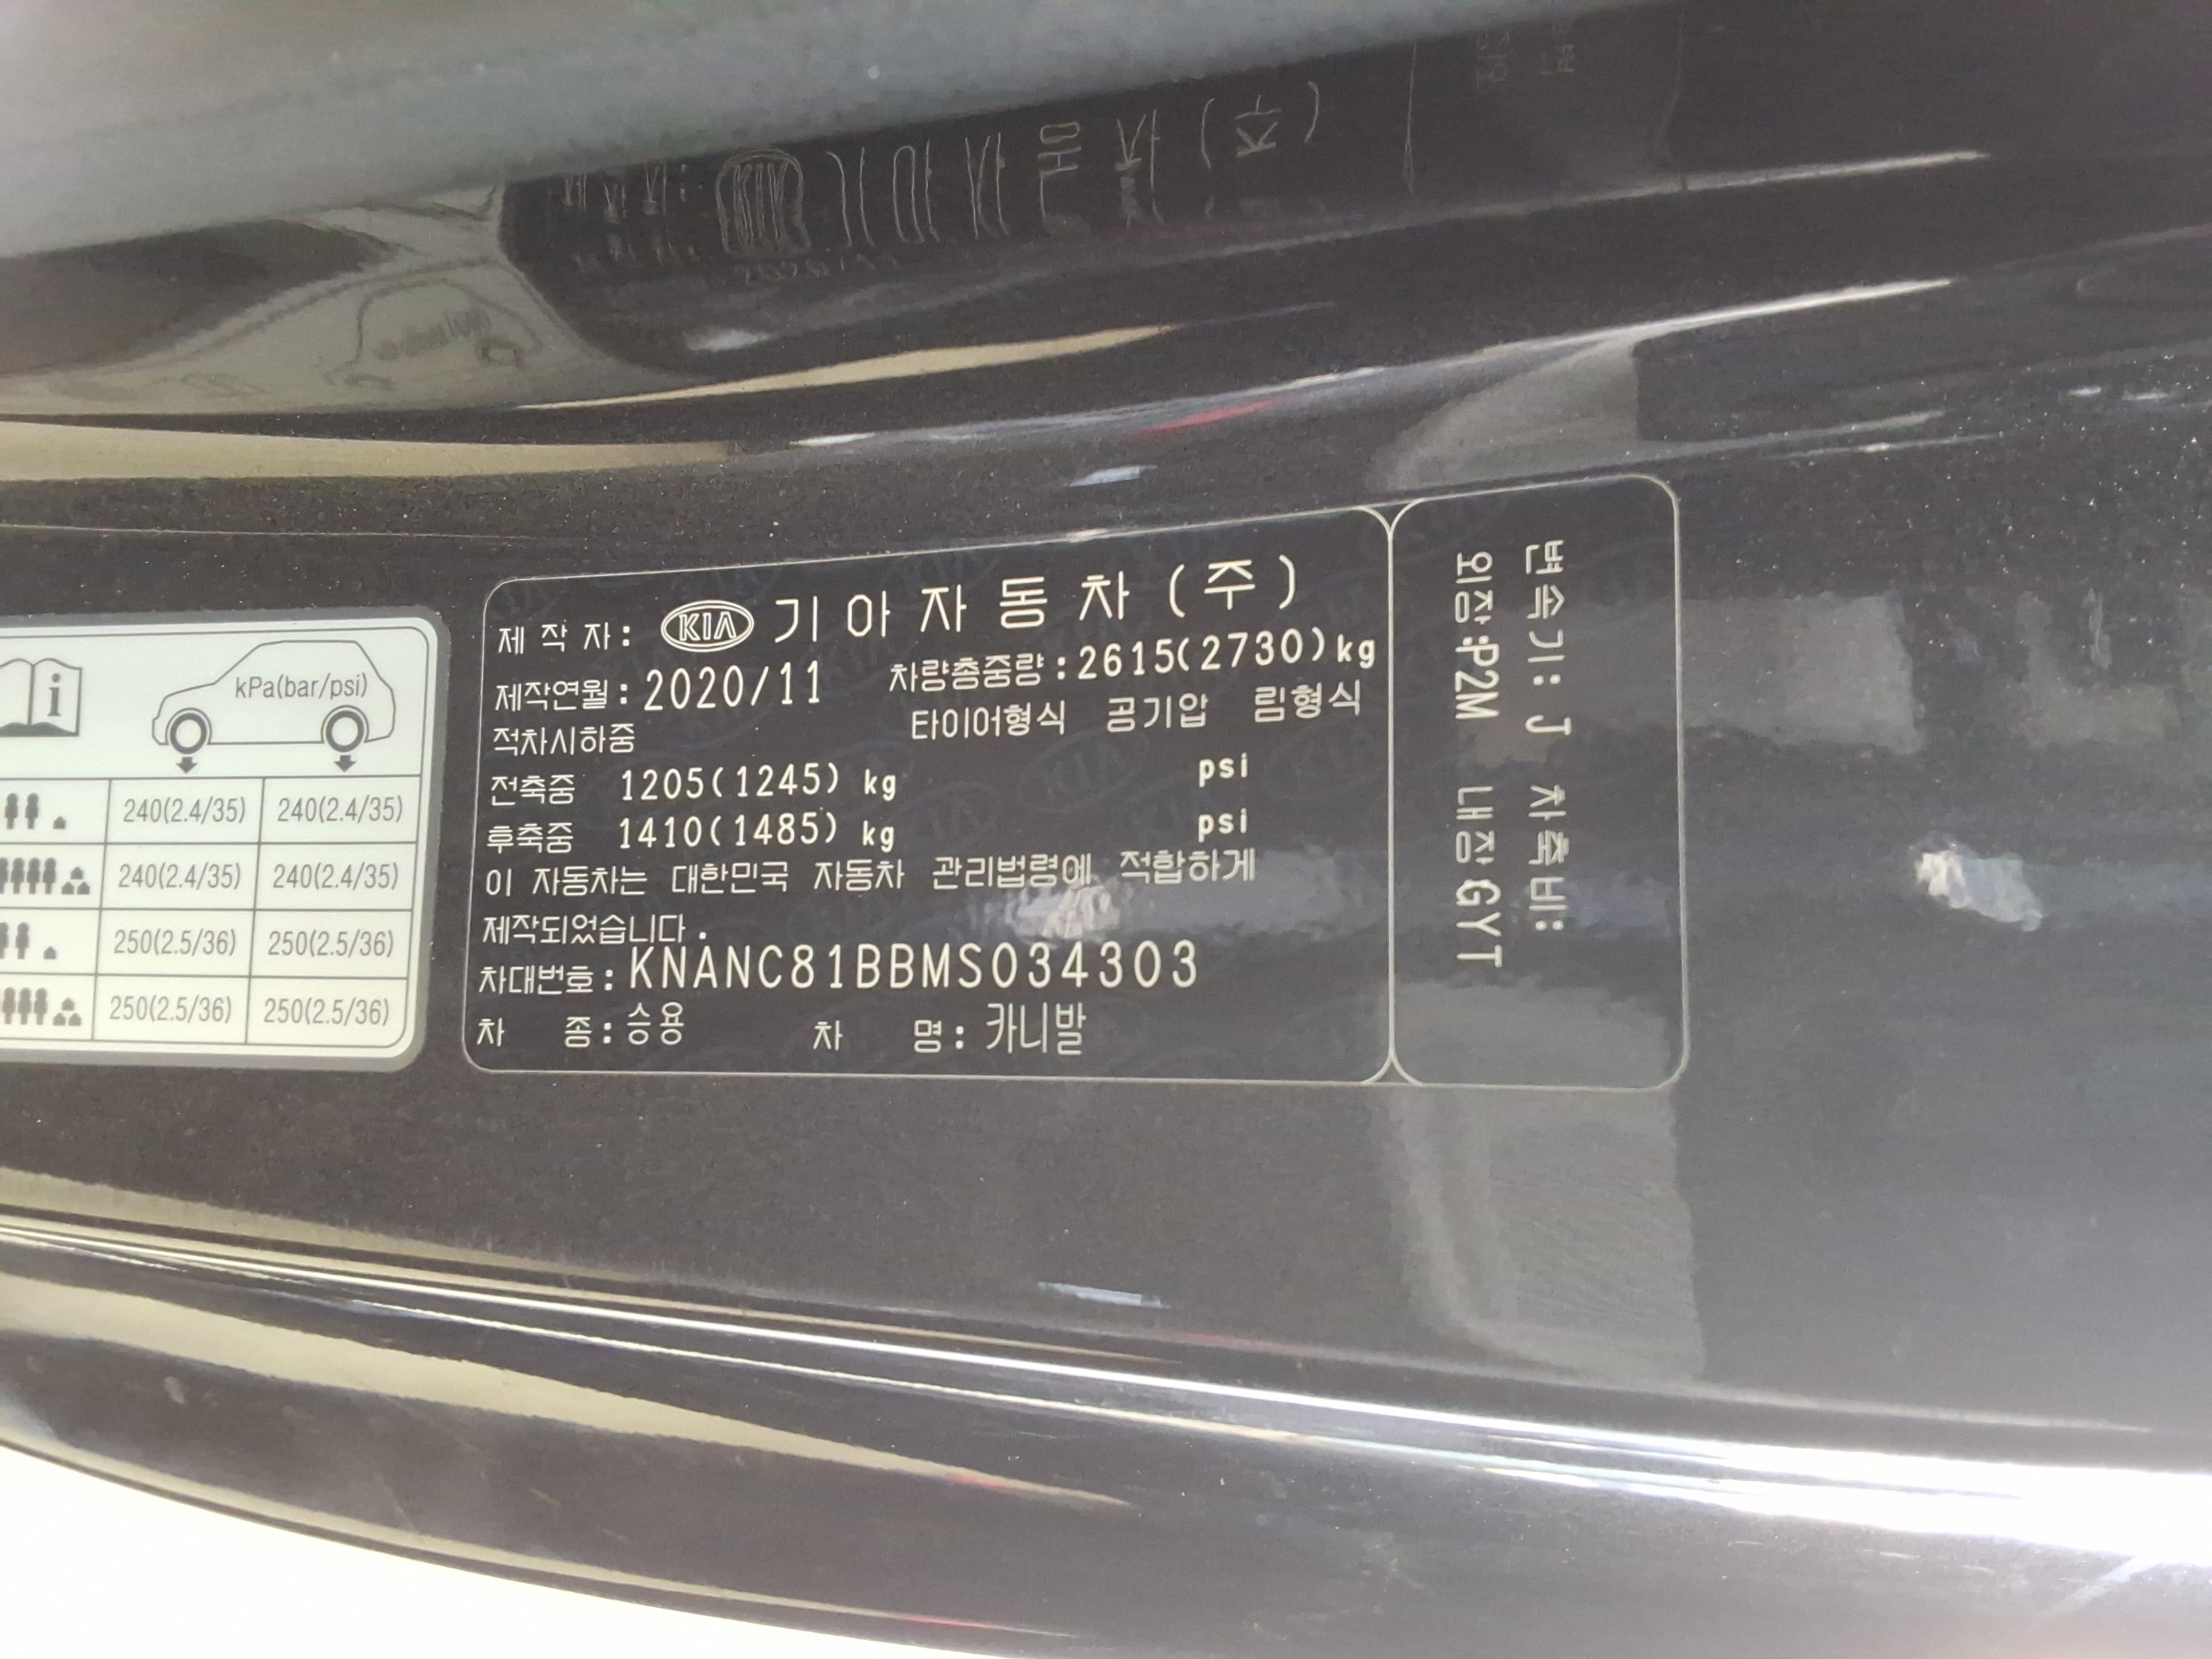 kPa(bar/psi)
240(2.4/35) 240(2.4/35)
240(2.4/35) 240(2.4/35)
250(2.5/36) 250(2.5/36)
250(2.5/36) 250(2.5/36)
제 작 자 : KIA 기 아 자 동 차 ( 주 )
제작연월 : 2020/11 차량총중량 : 2615(2730)kg
적차시하중 타이어형식 공기압 림형식
전축중 1205(1245) kg psi
후축중 1410(1485) kg psi
이 자동차는 대한민국 자동차 관리법령에 적합하게
제작되었습니다.
차대번호 : KNANC81BBMS034303
차 종 : 승용 차 명 : 카니발
변속기: J 차축비:
외장:P2M 내장:GYT